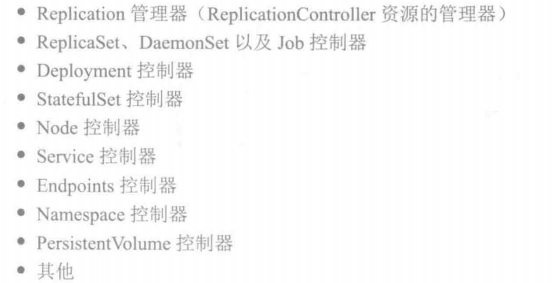 • Replication 管理器（ReplicationController 资源的管理器）
• ReplicaSet、DaemonSet 以及 Job 控制器
• Deployment 控制器
• StatefulSet 控制器
• Node 控制器
• Service 控制器
• Endpoints 控制器
• Namespace 控制器
• PersistentVolume 控制器
• 其他